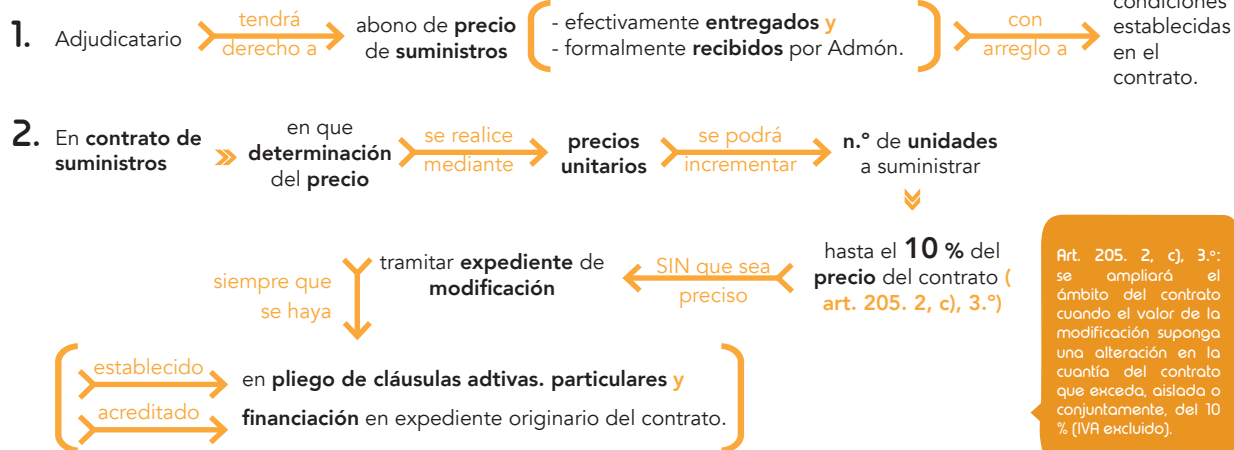 1. Adjudicatario tendrá derecho a abono de precio de suministros
- efectivamente entregados y
- formalmente recibidos por Admón.
con arreglo a
condiciones
establecidas
en el
contrato.
2. En contrato de
suministros
en que
determinación
del precio
se realice
mediante
precios
unitarios
se podrá
incrementar
n.º de unidades
a suministrar
hasta el 10 % del
precio del contrato (
art. 205. 2, c), 3.º)
SIN que sea
preciso
tramitar expediente de
modificación
siempre que
se haya
establecido
en pliego de cláusulas adtivas. particulares y
acreditado
financiación en expediente originario del contrato.
Art. 205. 2, c), 3.º:
se ampliará el
ámbito del contrato
cuando el valor de la
modificación suponga
una alteración en la
cuantía del contrato
que exceda, aislada o
conjuntamente, del 10
% (IVA excluido).